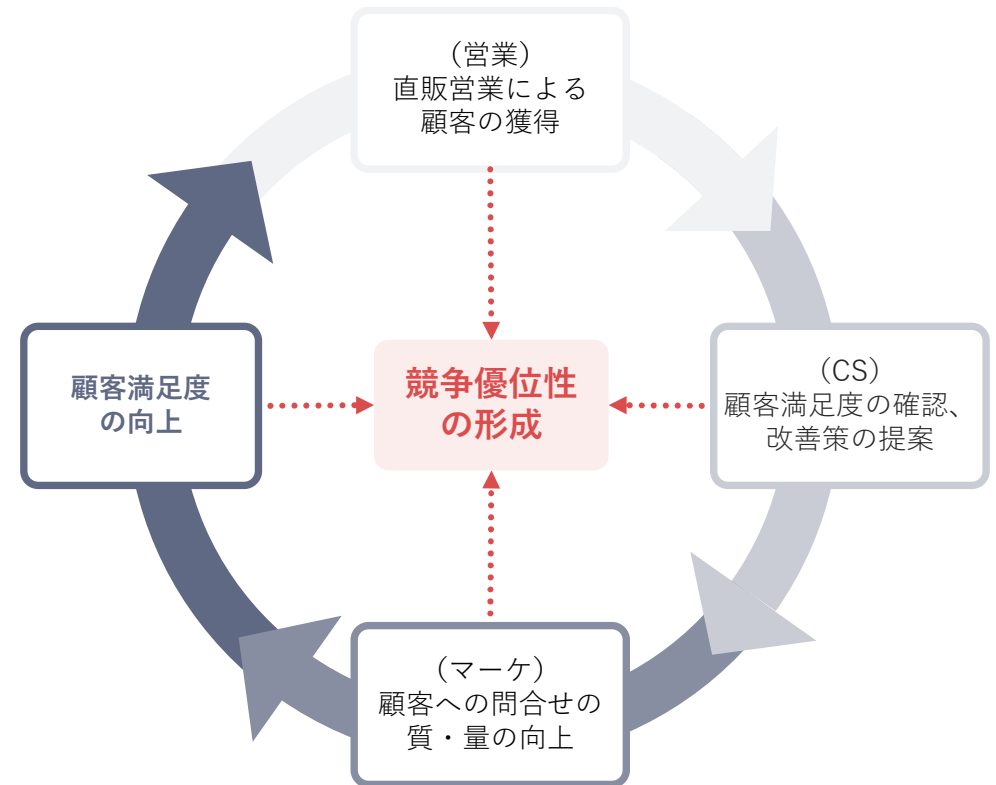 （営業）
直販営業による
顧客の獲得
顧客満足度
の向上
競争優位性
の形成
（CS）
顧客満足度の確認、
改善策の提案
（マーケ）
顧客への問合せの
質・量の向上